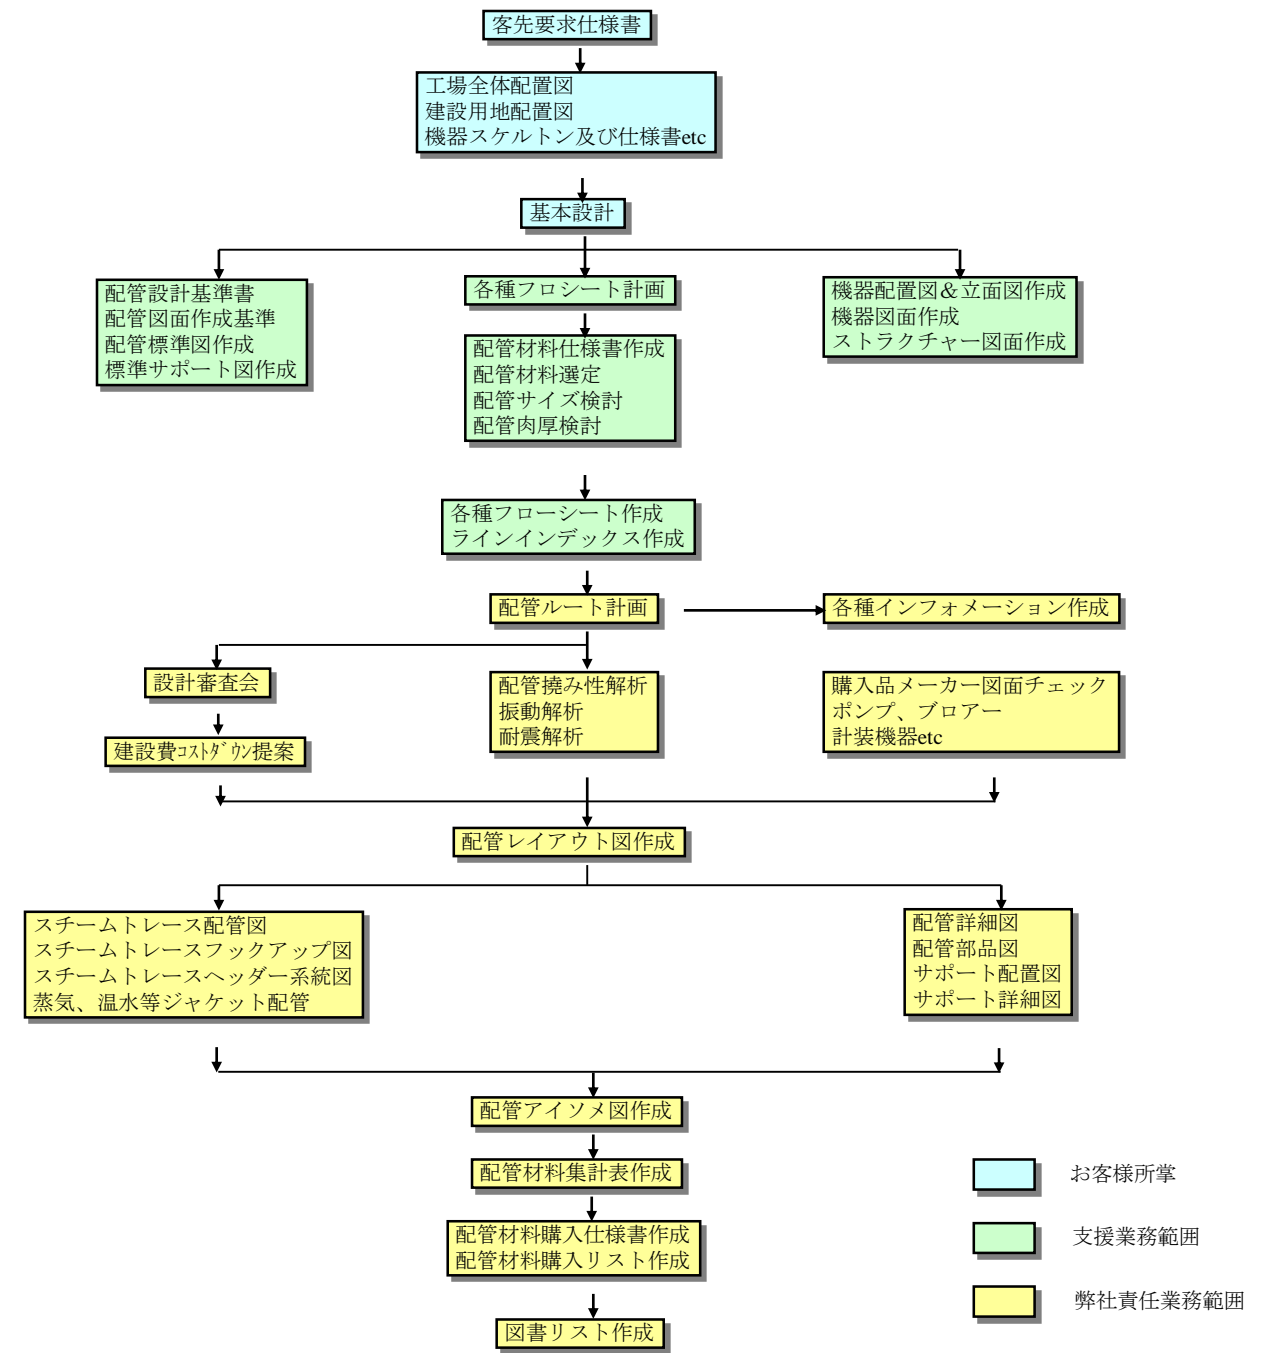 客先要求仕様書
工場全体配置図
建設用地配置図
機器スケルトン及び仕様書etc
基本設計
配管設計基準書
配管図面作成基準
配管標準図作成
標準サポート図作成
各種フロシート計画
配管材料仕様書作成
配管材料選定
配管サイズ検討
配管肉厚検討
機器配置図＆立面図作成
機器図面作成
ストラクチャー図面作成
各種フローシート作成
ラインインデックス作成
配管ルート計画
各種インフォメーション作成
設計審査会
建設費ｺｽﾄﾀﾞｳﾝ提案
配管撓み性解析
振動解析
耐震解析
購入品メーカー図面チェック
ポンプ、ブロアー
計装機器etc
配管レイアウト図作成
スチームトレース配管図
スチームトレースフックアップ図
スチームトレースヘッダー系統図
蒸気、温水等ジャケット配管
配管詳細図
配管部品図
サポート配置図
サポート詳細図
配管アイソメ図作成
配管材料集計表作成
配管材料購入仕様書作成
配管材料購入リスト作成
図書リスト作成
お客様所掌
支援業務範囲
弊社責任業務範囲